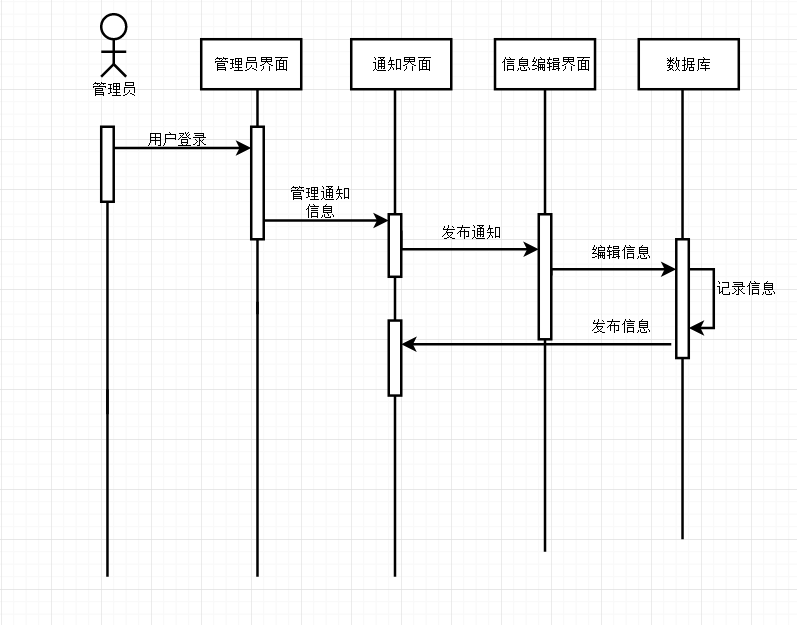 管理员
管理员界面
通知界面
信息编辑界面
数据库
用户登录
管理通知
信息
发布通知
编辑信息
记录信息
发布信息